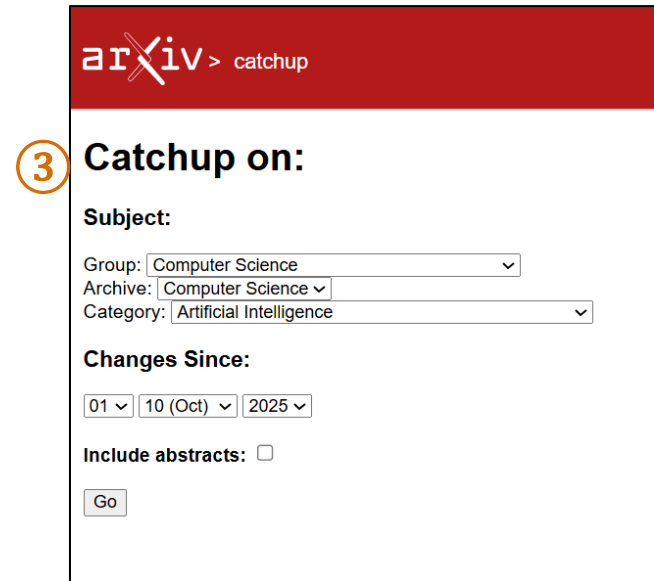 arXiv > catchup
3
Catchup on:
Subject:
Group: Computer Science
Archive: Computer Science
Category: Artificial Intelligence
Changes Since:
01 10 (Oct) 2025
Include abstracts:
Go